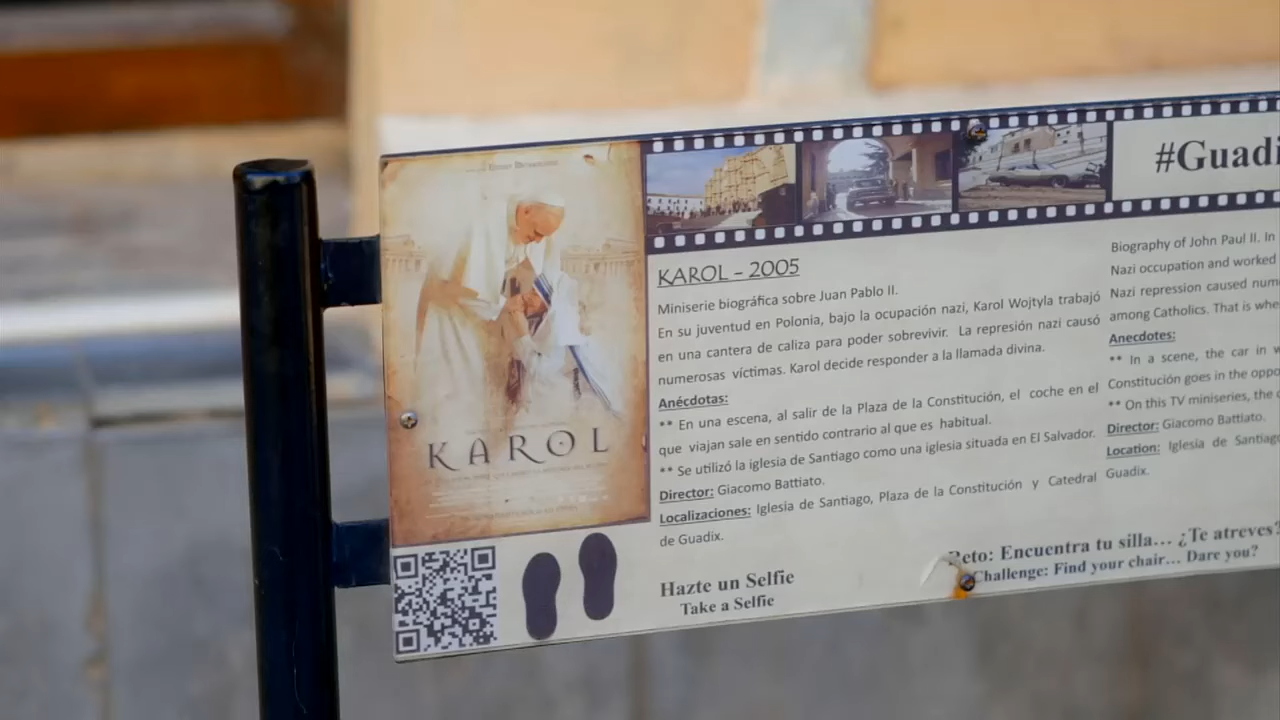 KAROL
#Guadi
KAROL – 2005
Miniserie biográfica sobre Juan Pablo II.
En su juventud en Polonia, bajo la ocupación nazi, Karol Wojtyla trabajó
en una cantera de caliza para poder sobrevivir. La represión nazi causó
numerosas víctimas. Karol decide responder a la llamada divina.
Anécdotas:
** En una escena, al salir de la Plaza de la Constitución, el coche en el
que viajan sale en sentido contrario al que es habitual.
** Se utilizó la iglesia de Santiago como una iglesia situada en El Salvador.
Director: Giacomo Battiato.
Localizaciones: Iglesia de Santiago, Plaza de la Constitución y Catedral
de Guadix.
Biography of John Paul II. In
Nazi occupation and worked
Nazi repression caused num
among Catholics. That is whe
Anecdotes:
** In a scene, the car in w
Constitución goes in the oppo
** On this TV miniseries, the c
Director: Giacomo Battiato.
Location: Iglesia de Santiago
Guadix.
Hazte un Selfie
Take a Selfie
Reto: Encuentra tu silla... ¿Te atreves?
Challenge: Find your chair... Dare you?